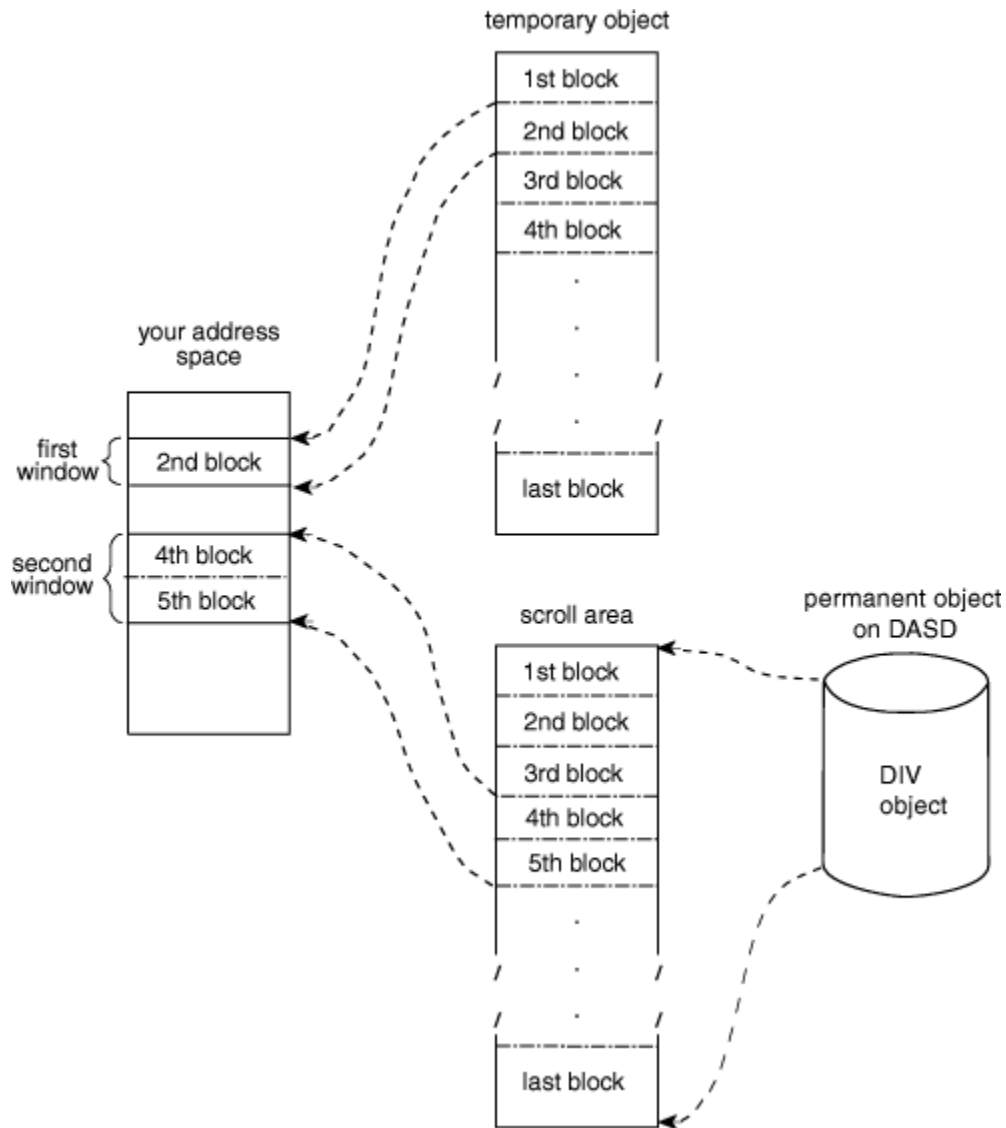 temporary object
1st block
2nd block
3rd block
4th block
last block
your address
space
first
window
2nd block
second
window
4th block
5th block
scroll area
1st block
2nd block
3rd block
4th block
5th block
last block
permanent object
on DASD
DIV
object